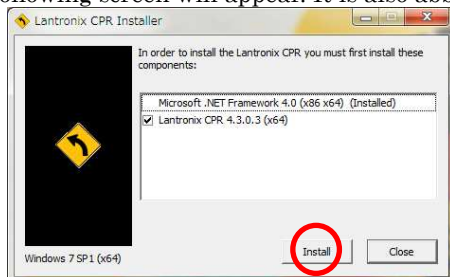 following screen will appear. It is also
Lantronix CPR Installer
In order to install the Lantronix CPR you must first install these
components:
Microsoft .NET Framework 4.0 (x86 x64) (Installed)
Lantronix CPR 4.3.0.3 (x64)
Windows 7 SP1 (x64)
Install
Close